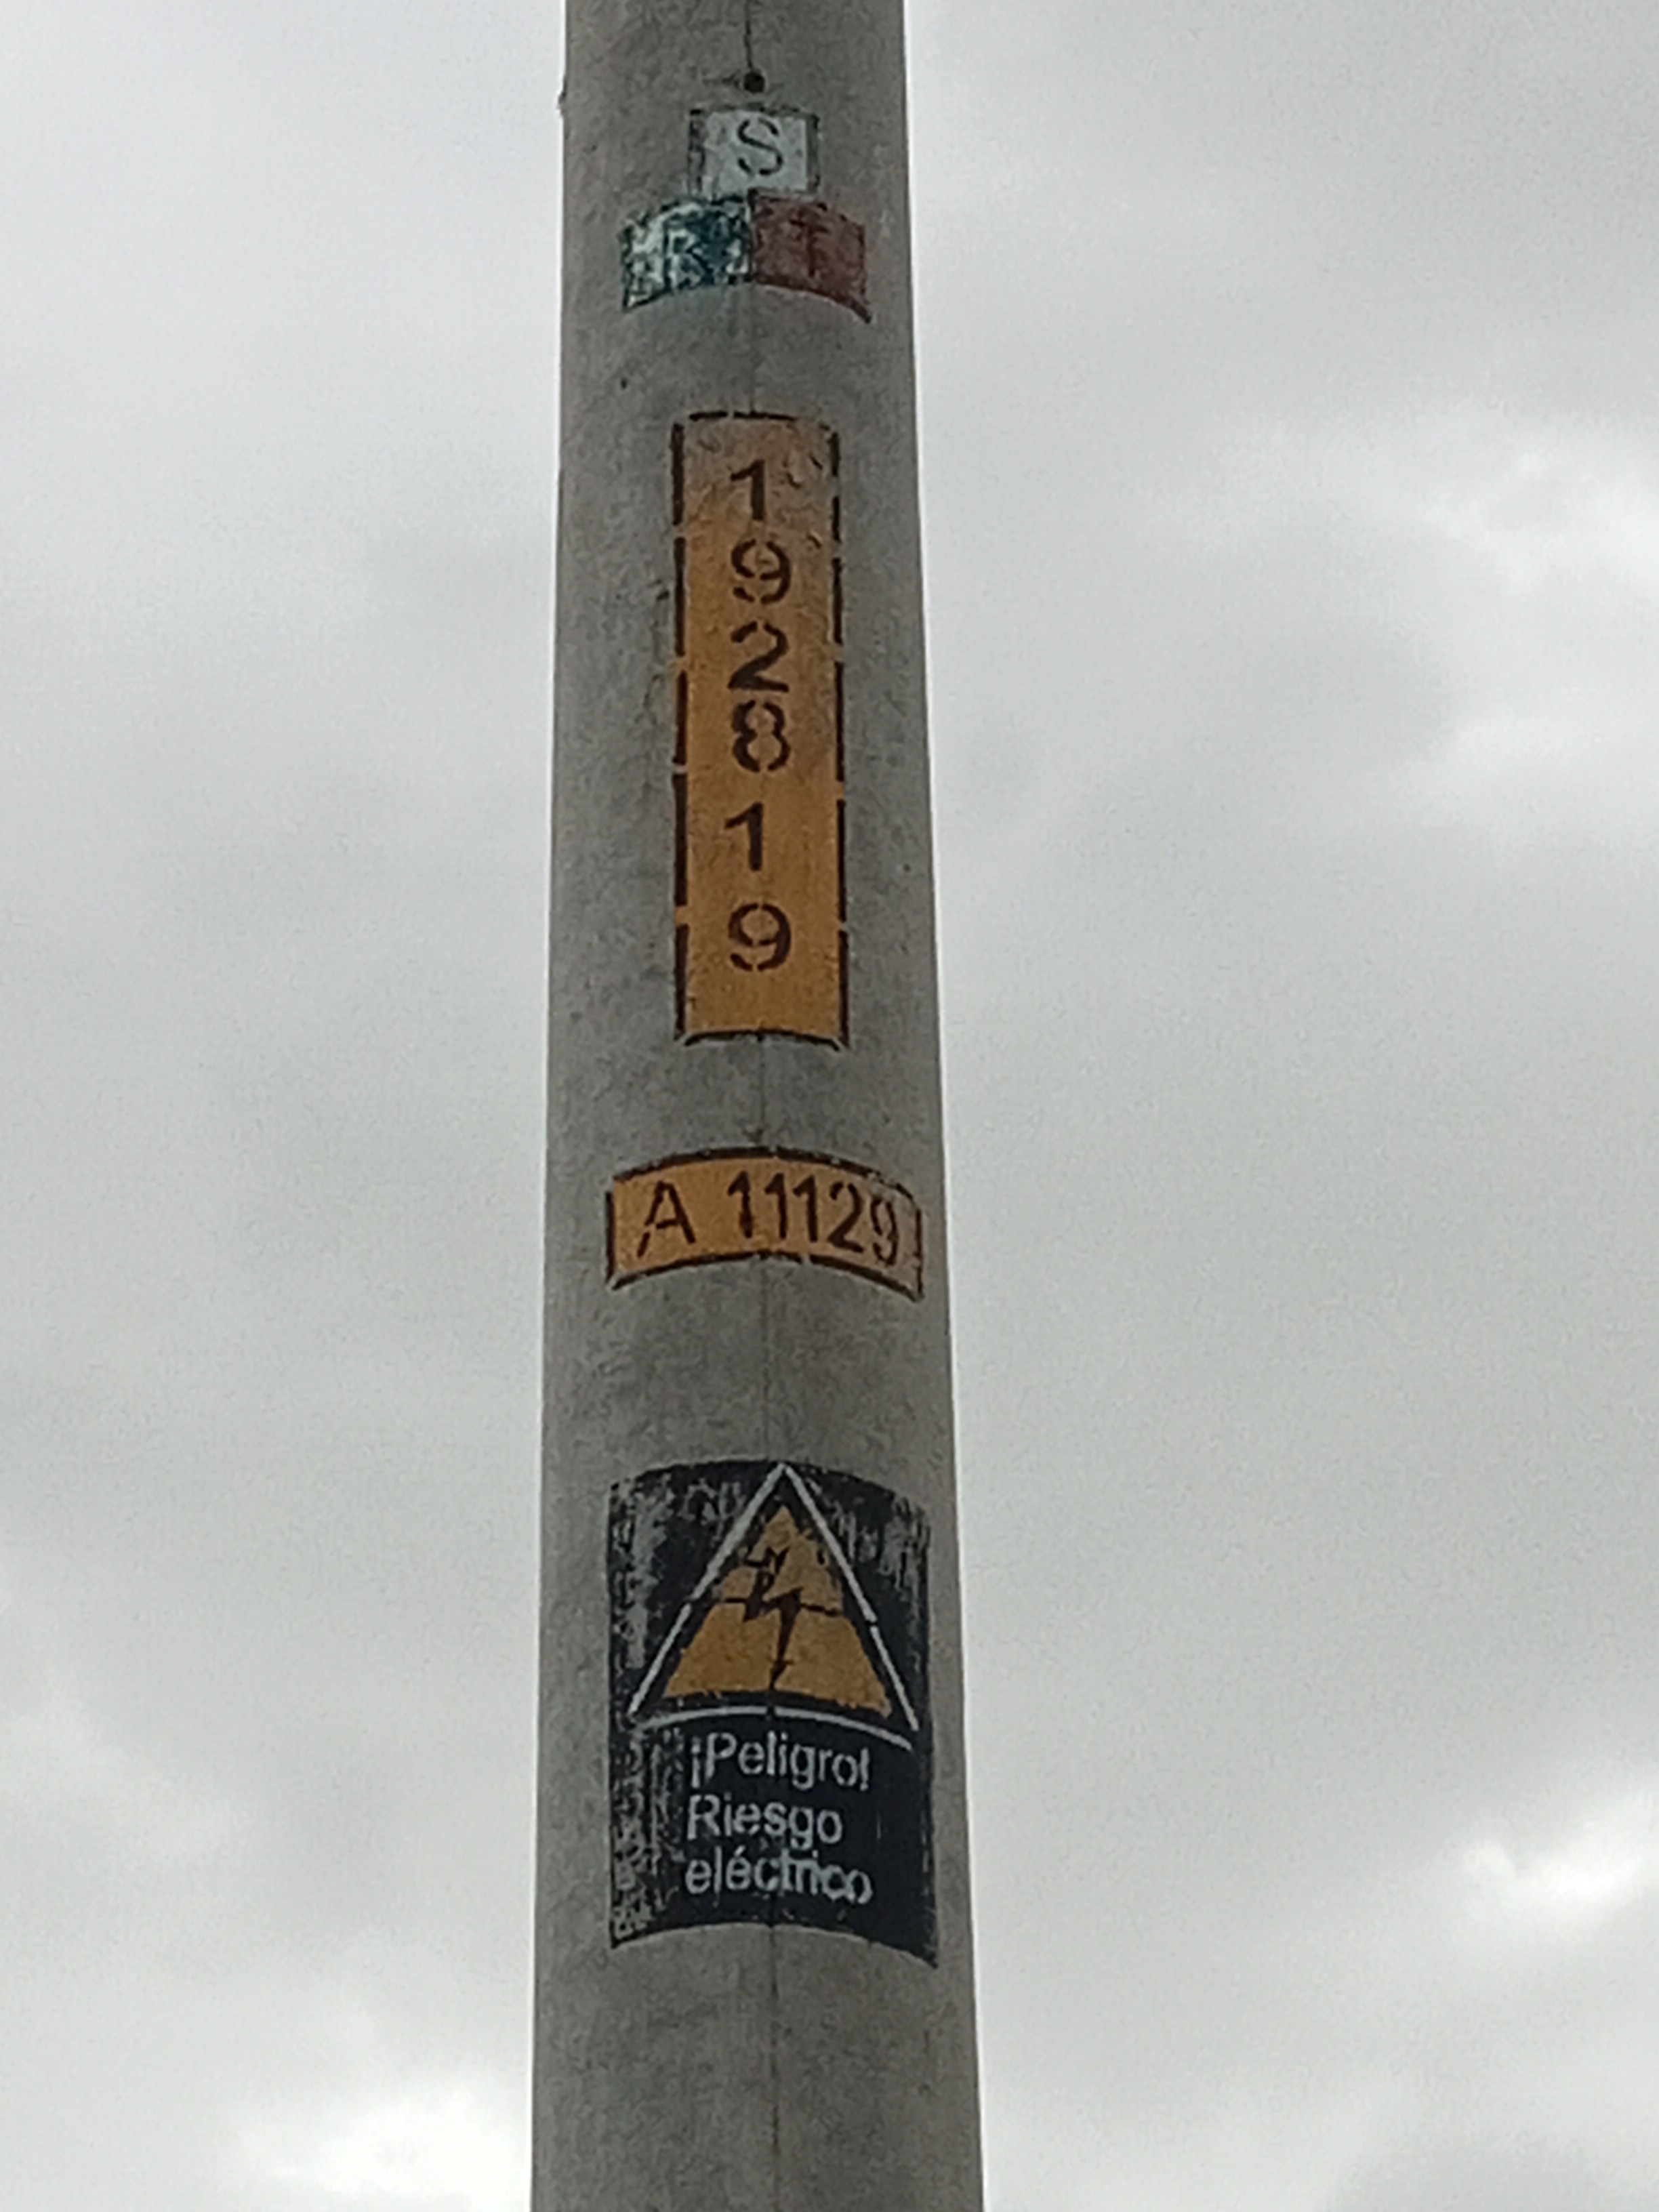 S
R T
1
9
2
8
1
9
A 11129
¡Peligro!
Riesgo
eléctrico